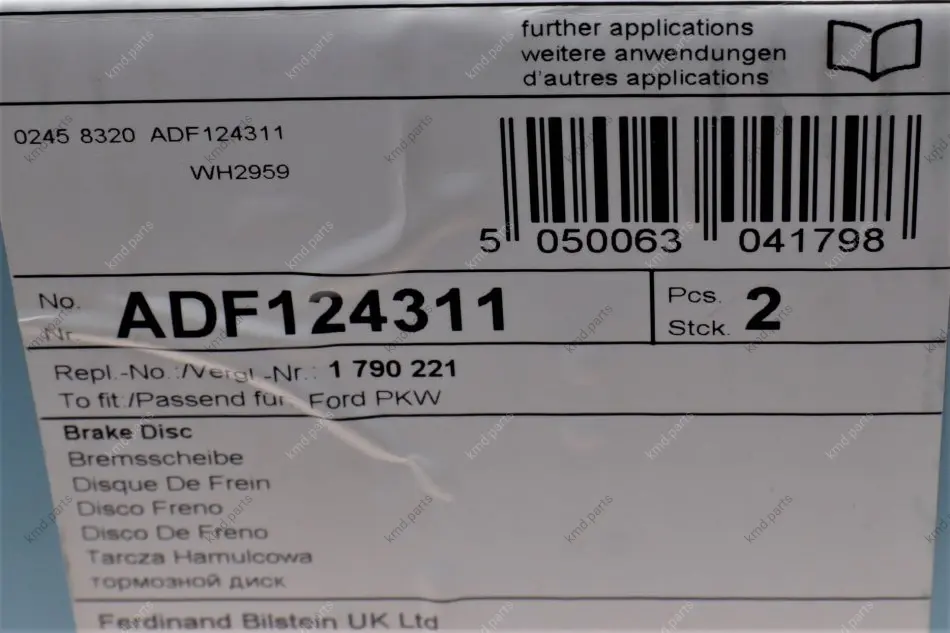 further applications
weitere anwendungen
d'autres applications
0245 8320 ADF124311
WH2959
5 050063 041798
No. ADF124311
Nr.
Pcs. 2
Stck.
Repl.-No.:/Vergl.-Nr.: 1 790 221
To fit:/Passend für: Ford PKW
Brake Disc
Bremsscheibe
Disque De Frein
Disco Freno
Disco De Freno
Tarcza Hamulcowa
тормозной диск
Ferdinand Bilstein UK Ltd
kmd.parts